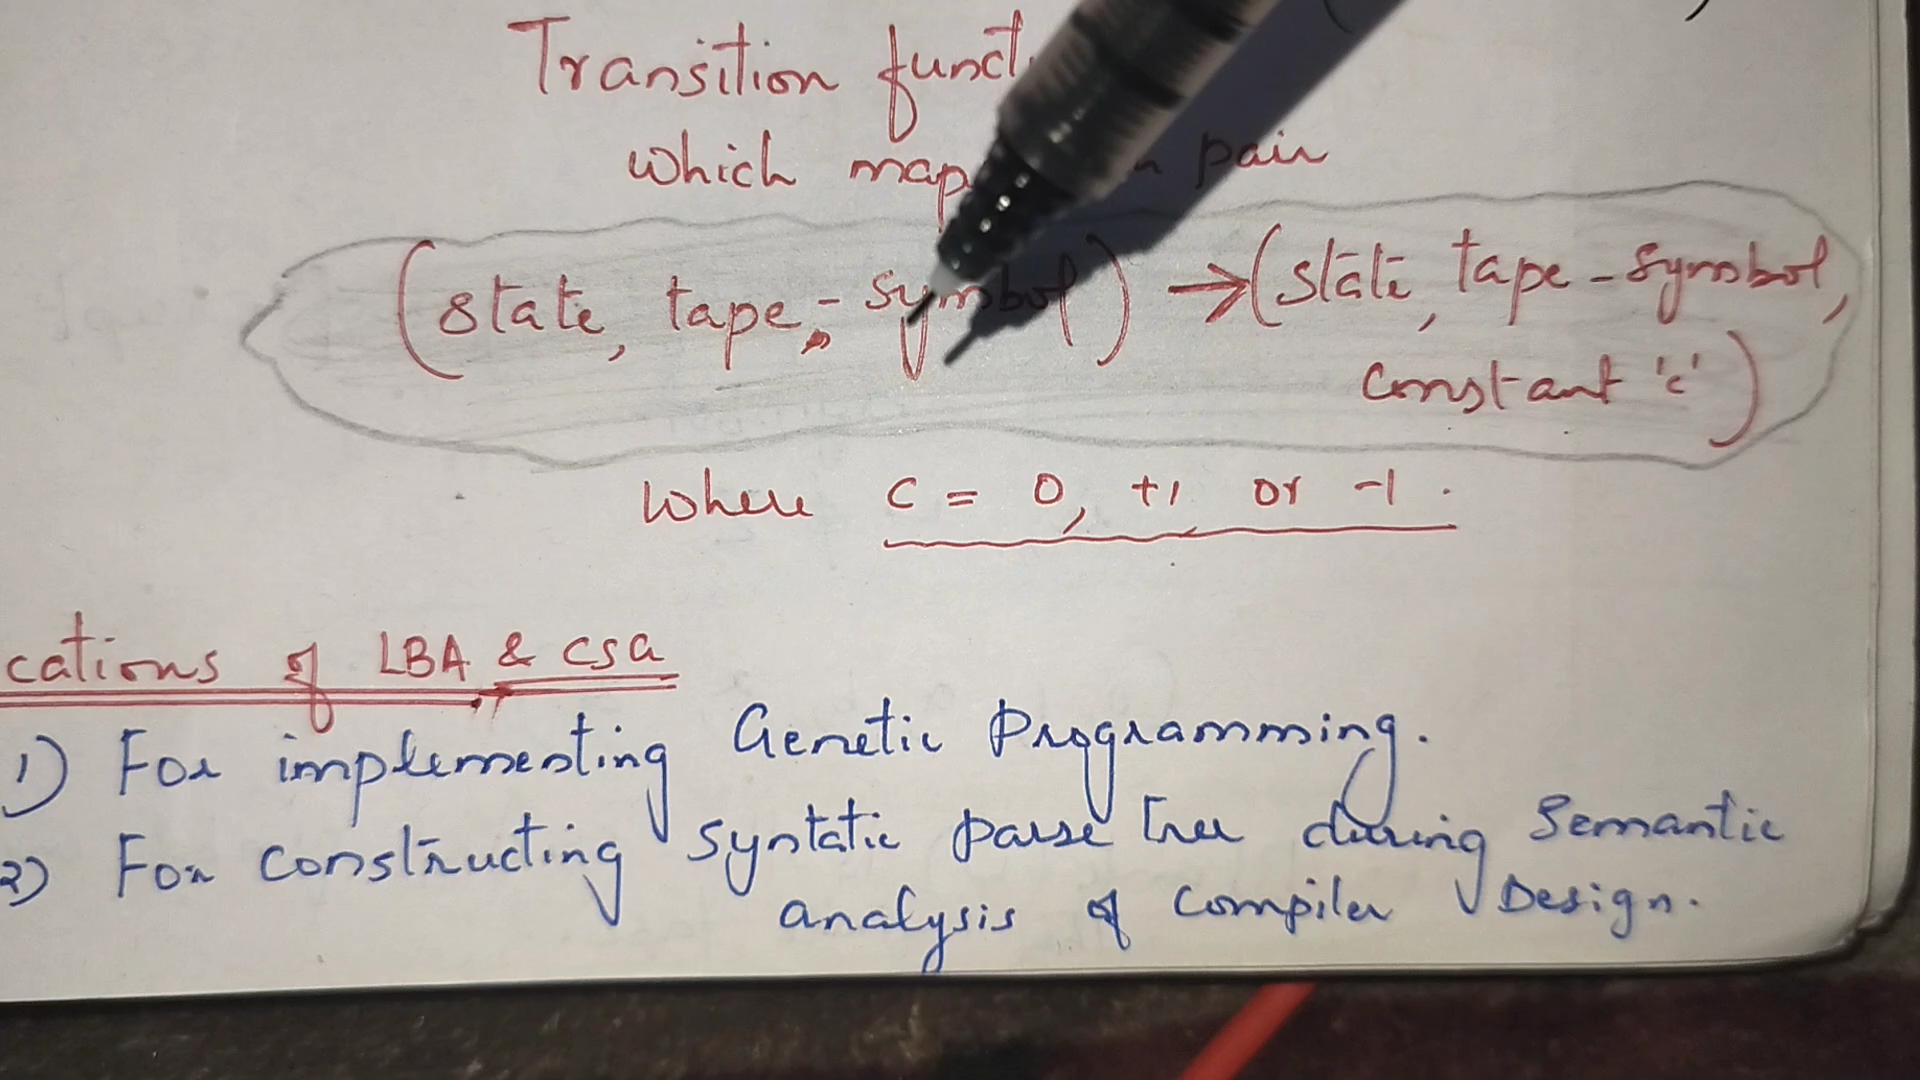 Transition funct
which map pair
(state, tape-symbol) → (state, tape-symbol,
constant 'c')
where c = 0, +1 or -1.
cations of LBA & CSG
1) For implementing Genetic Programming.
2) For constructing syntatic parse tree during Semantic
analysis of Compiler Design.